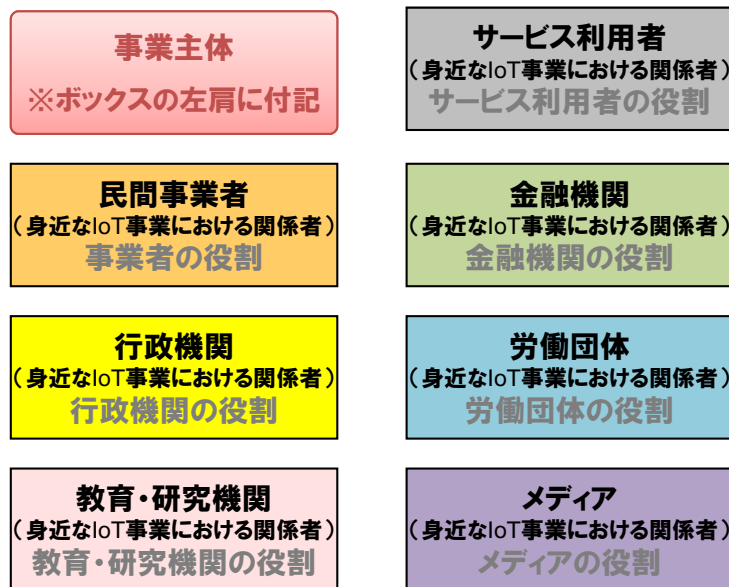 事業主体
※ボックスの左肩に付記
サービス利用者
（身近なIoT事業における関係者）
サービス利用者の役割
民間事業者
（身近なIoT事業における関係者）
事業者の役割
金融機関
（身近なIoT事業における関係者）
金融機関の役割
行政機関
（身近なIoT事業における関係者）
行政機関の役割
労働団体
（身近なIoT事業における関係者）
労働団体の役割
教育・研究機関
（身近なIoT事業における関係者）
教育・研究機関の役割
メディア
（身近なIoT事業における関係者）
メディアの役割